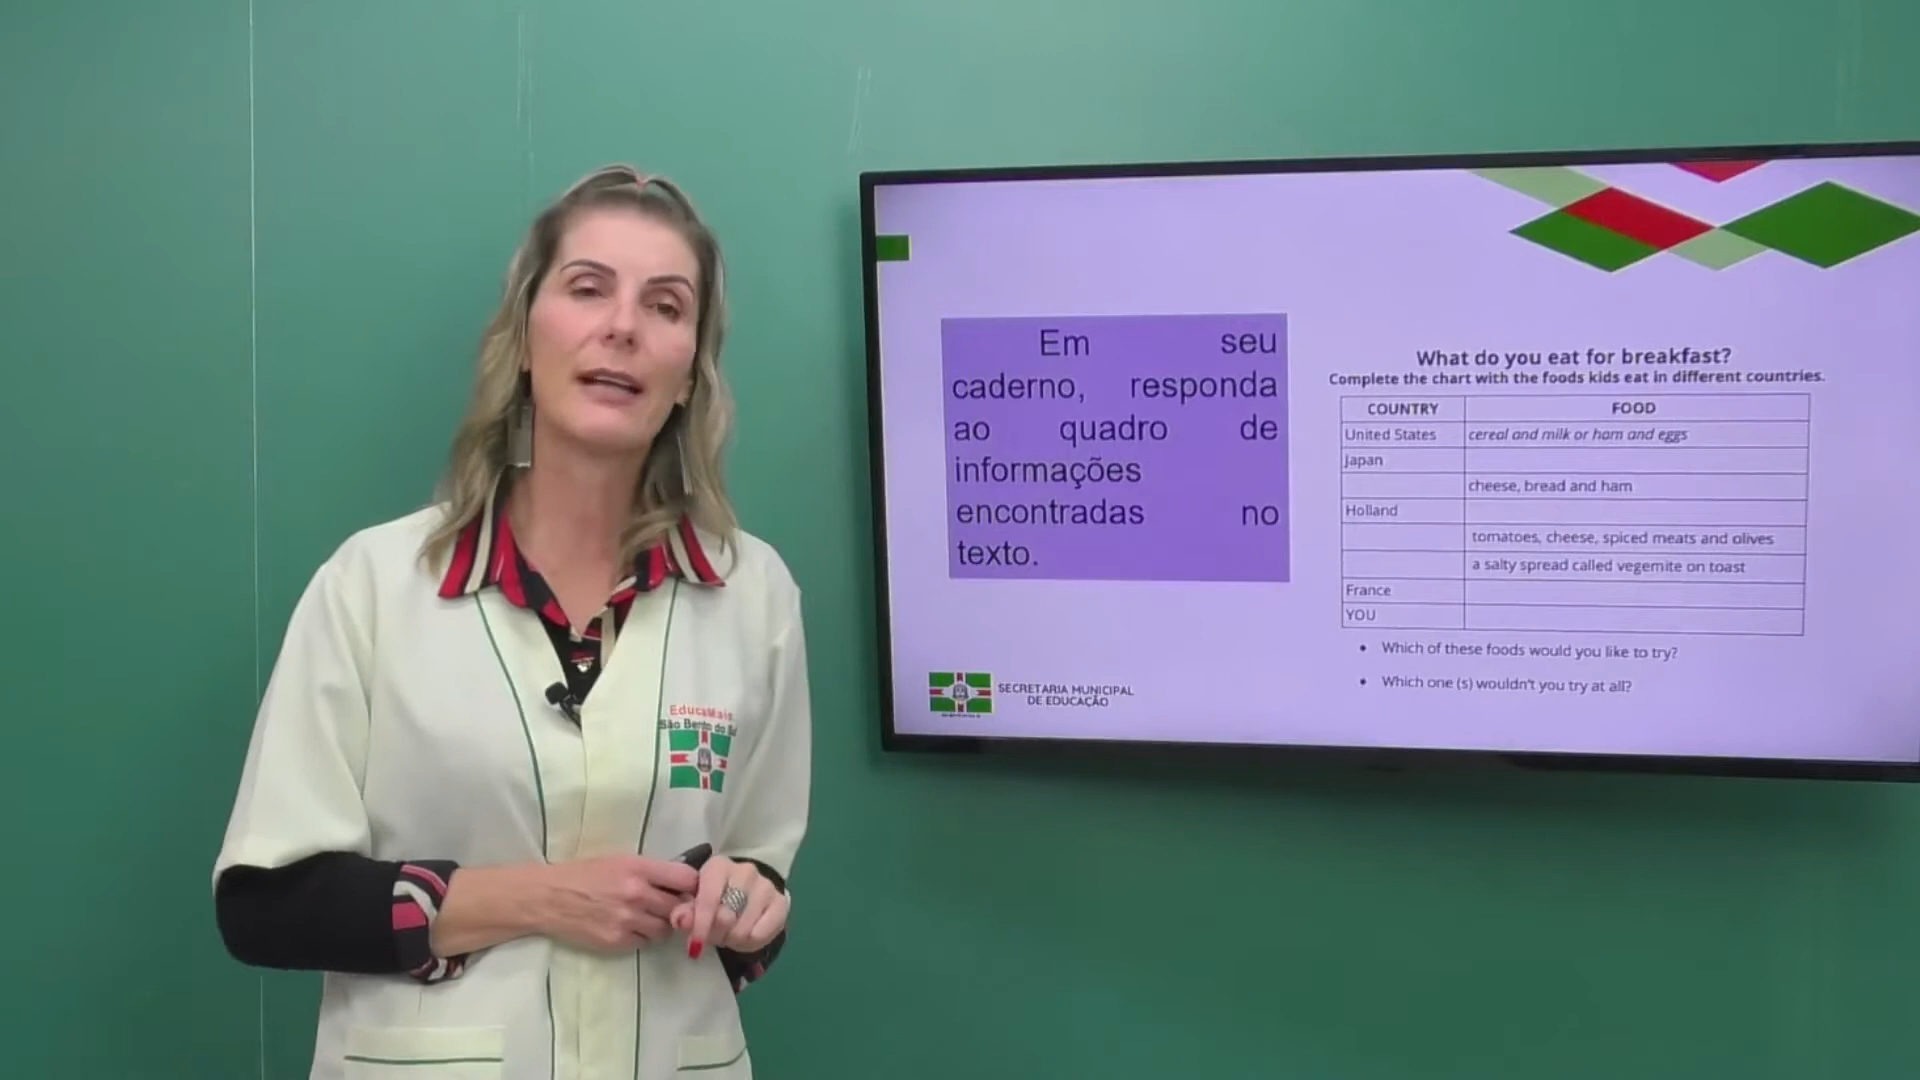 Em seu
caderno, responda
ao quadro de
informações
encontradas no
texto.
What do you eat for breakfast?
Complete the chart with the foods kids eat in different countries.
COUNTRY FOOD
United States cereal and milk or ham and eggs
Japan
cheese, bread and ham
Holland
tomatoes, cheese, spiced meats and olives
a salty spread called vegemite on toast
France
YOU
• Which of these foods would you like to try?
• Which one (s) wouldn't you try at all?
SECRETARIA MUNICIPAL
DE EDUCAÇÃO
EducaMais
São Bento do Sul